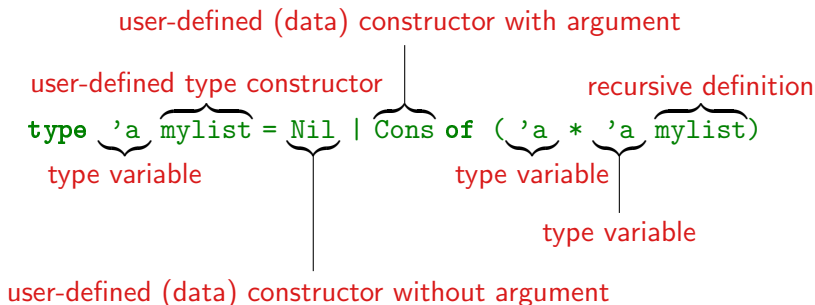 user-defined (data) constructor with argument
user-defined type constructor
recursive definition
type 'a mylist = Nil | Cons of ( 'a * 'a mylist)
type variable
type variable
type variable
user-defined (data) constructor without argument